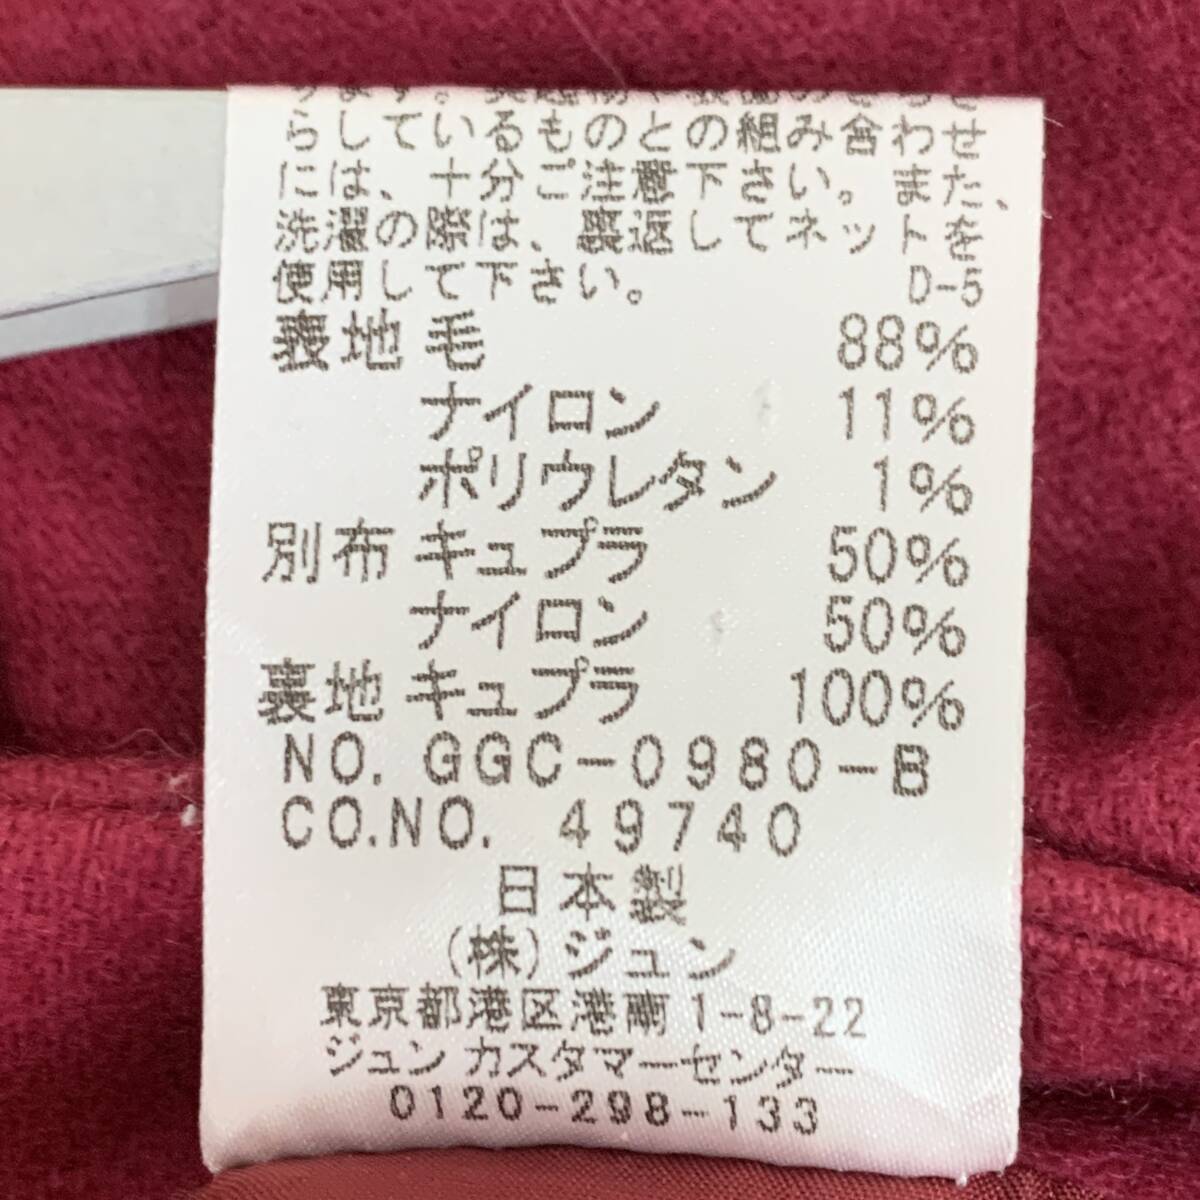 らしているものとの組み合わせ
には、十分ご注意下さい。また、
洗濯の際は、裏返してネットを
使用して下さい。 D-5
表地 毛 88%
ナイロン 11%
ポリウレタン 1%
別布 キュプラ 50%
ナイロン 50%
裏地 キュプラ 100%
NO. GGC-0980-B
CO.NO. 49740
日本製
(株)ジュン
東京都港区港南1-8-22
ジュン カスタマーセンター
0120-298-133